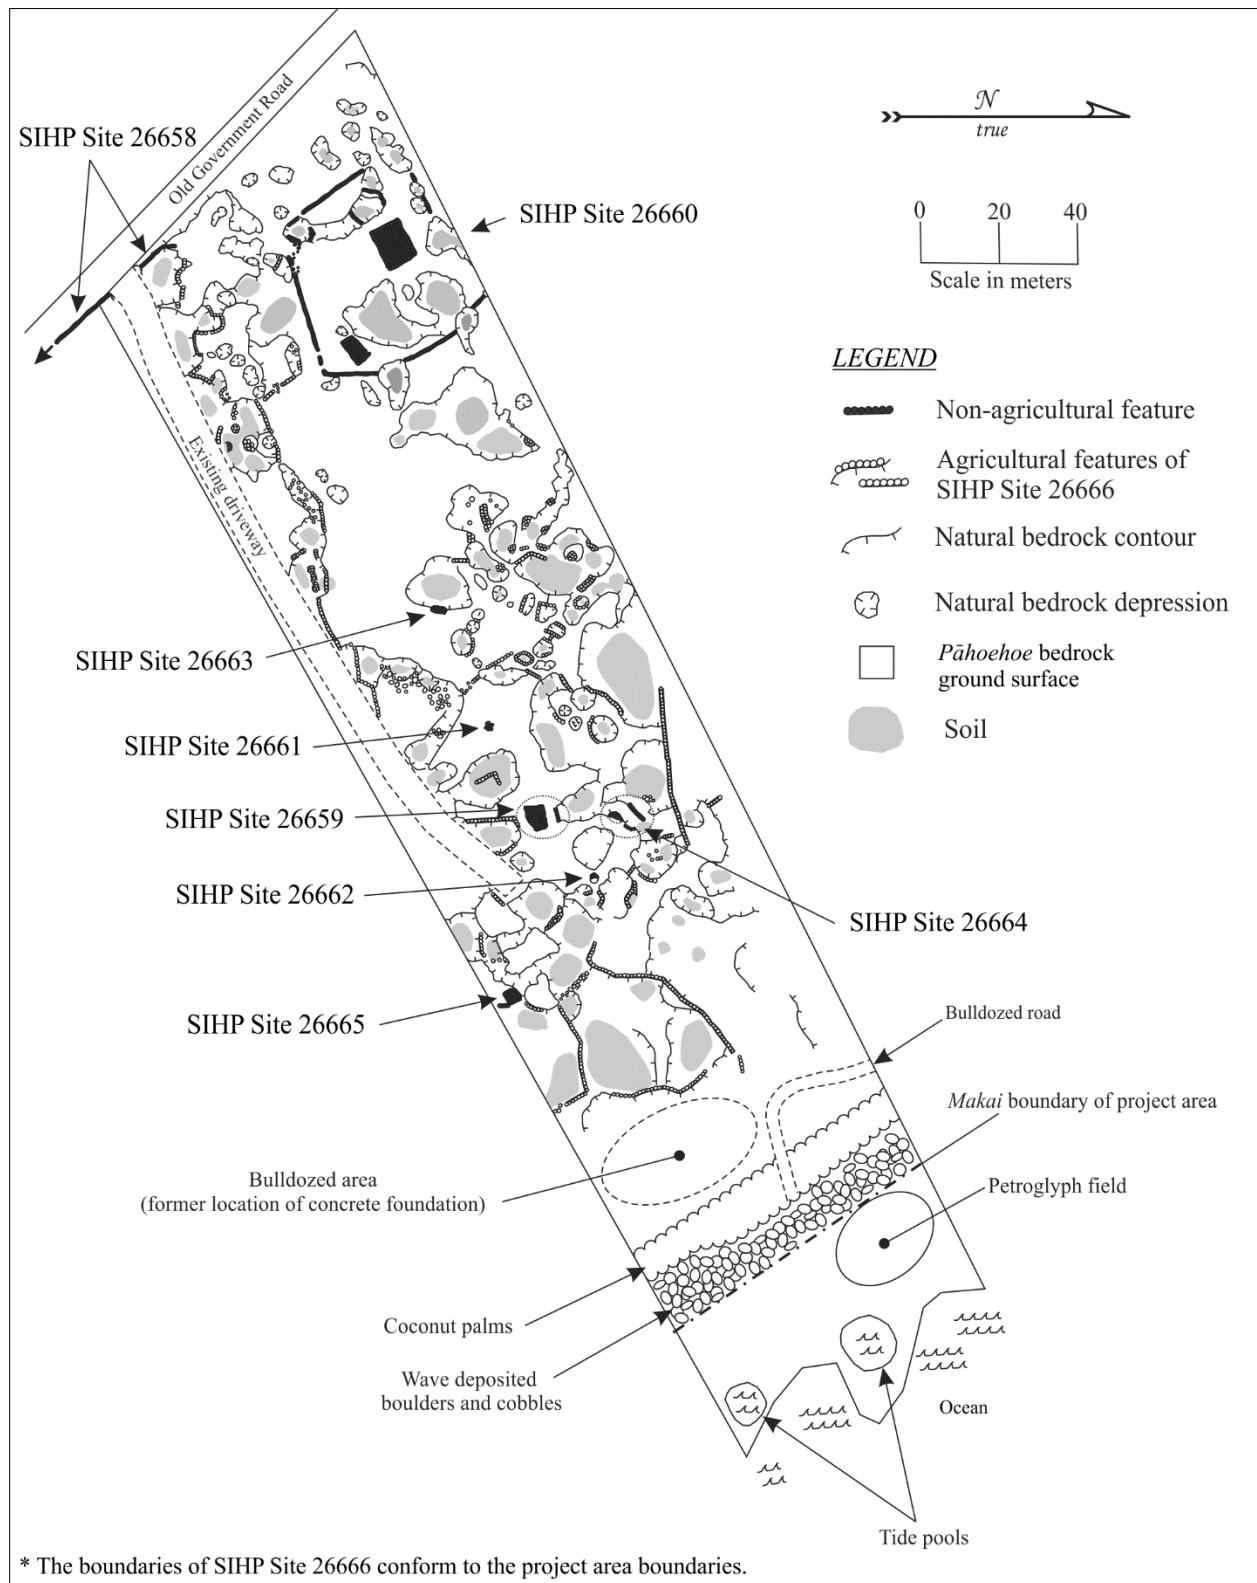 Old Government Road
SIHP Site 26658
N
true
SIHP Site 26660
0 20 40
Scale in meters
LEGEND
Non-agricultural feature
Agricultural features of
SIHP Site 26666
Natural bedrock contour
Natural bedrock depression
Pāhoehoe bedrock
ground surface
Soil
Existing driveway
SIHP Site 26663
SIHP Site 26661
SIHP Site 26659
SIHP Site 26662
SIHP Site 26664
SIHP Site 26665
Bulldozed road
Makai boundary of project area
Bulldozed area
(former location of concrete foundation)
Petroglyph field
Coconut palms
Wave deposited
boulders and cobbles
Ocean
Tide pools
* The boundaries of SIHP Site 26666 conform to the project area boundaries.